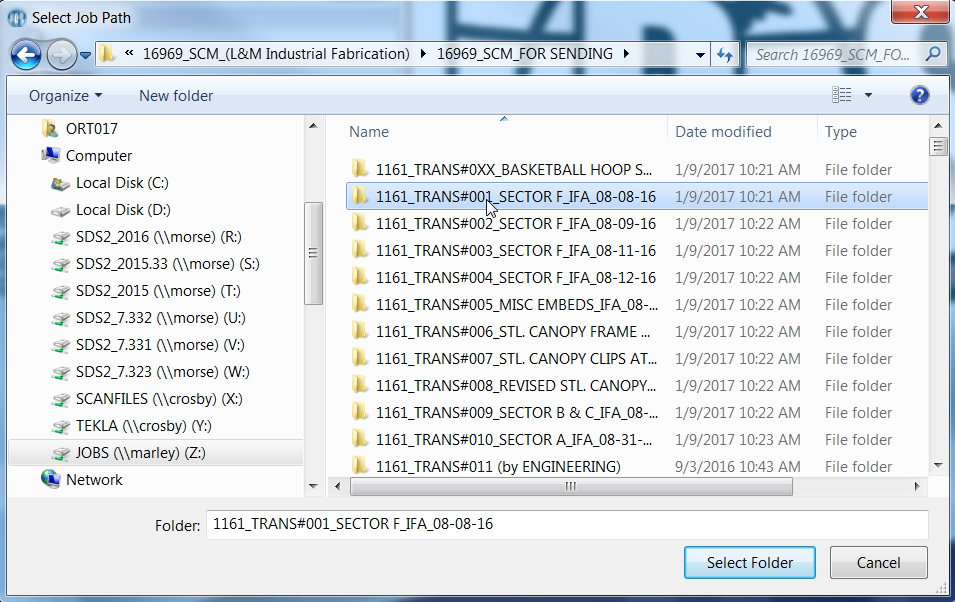 Select Job Path
« 16969_SCM_(L&M Industrial Fabrication) 16969_SCM_FOR SENDING Search 16969_SCM_FO...
Organize New folder
ORT017
Computer
Local Disk (C:)
Local Disk (D:)
SDS2_2016 (\\morse) (R:)
SDS2_2015.33 (\\morse) (S:)
SDS2_2015 (\\morse) (T:)
SDS2_7.332 (\\morse) (U:)
SDS2_7.331 (\\morse) (V:)
SDS2_7.323 (\\morse) (W:)
SCANFILES (\\crosby) (X:)
TEKLA (\\crosby) (Y:)
JOBS (\\marley) (Z:)
Network
Name Date modified Type
1161_TRANS#0XX_BASKETBALL HOOP S... 1/9/2017 10:21 AM File folder
1161_TRANS#001_SECTOR F_IFA_08-08-16 1/9/2017 10:21 AM File folder
1161_TRANS#002_SECTOR F_IFA_08-09-16 1/9/2017 10:22 AM File folder
1161_TRANS#003_SECTOR F_IFA_08-11-16 1/9/2017 10:22 AM File folder
1161_TRANS#004_SECTOR F_IFA_08-12-16 1/9/2017 10:22 AM File folder
1161_TRANS#005_MISC EMBEDS_IFA_08-... 1/9/2017 10:22 AM File folder
1161_TRANS#006_STL. CANOPY FRAME ... 1/9/2017 10:22 AM File folder
1161_TRANS#007_STL. CANOPY CLIPS AT... 1/9/2017 10:22 AM File folder
1161_TRANS#008_REVISED STL. CANOPY... 1/9/2017 10:22 AM File folder
1161_TRANS#009_SECTOR B & C_IFA_08-... 1/9/2017 10:22 AM File folder
1161_TRANS#010_SECTOR A_IFA_08-31-... 1/9/2017 10:23 AM File folder
1161_TRANS#011 (by ENGINEERING) 9/3/2016 10:43 AM File folder
Folder: 1161_TRANS#001_SECTOR F_IFA_08-08-16
Select Folder Cancel